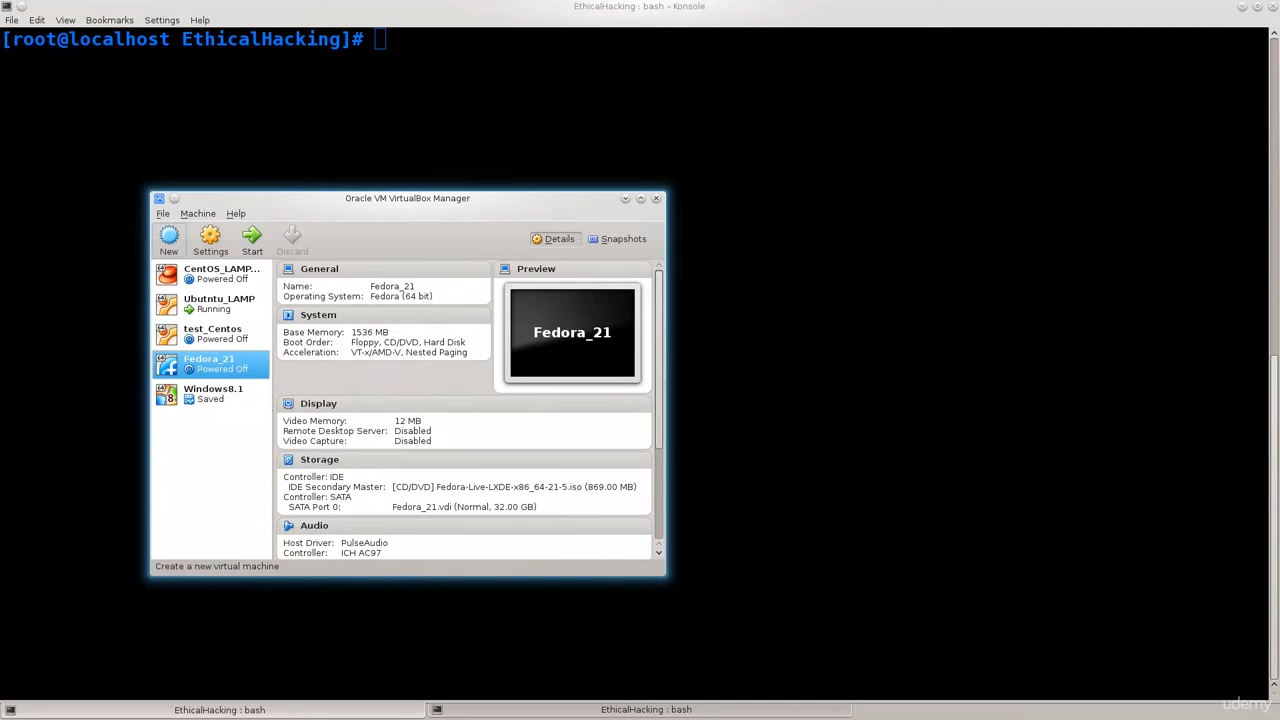 EthicalHacking : bash – Konsole
File Edit View Bookmarks Settings Help
[root@localhost EthicalHacking]#
Oracle VM VirtualBox Manager
File Machine Help
New Settings Start Discard
Details Snapshots
CentOS_LAMP...
Powered Off
Ubutntu_LAMP
Running
test_Centos
Powered Off
Fedora_21
Powered Off
Windows8.1
Saved
General
Name: Fedora_21
Operating System: Fedora (64 bit)
System
Base Memory: 1536 MB
Boot Order: Floppy, CD/DVD, Hard Disk
Acceleration: VT-x/AMD-V, Nested Paging
Preview
Fedora_21
Display
Video Memory: 12 MB
Remote Desktop Server: Disabled
Video Capture: Disabled
Storage
Controller: IDE
IDE Secondary Master: [CD/DVD] Fedora-Live-LXDE-x86_64-21-5.iso (869.00 MB)
Controller: SATA
SATA Port 0: Fedora_21.vdi (Normal, 32.00 GB)
Audio
Host Driver: PulseAudio
Controller: ICH AC97
Create a new virtual machine
EthicalHacking : bash
EthicalHacking : bash
udemy